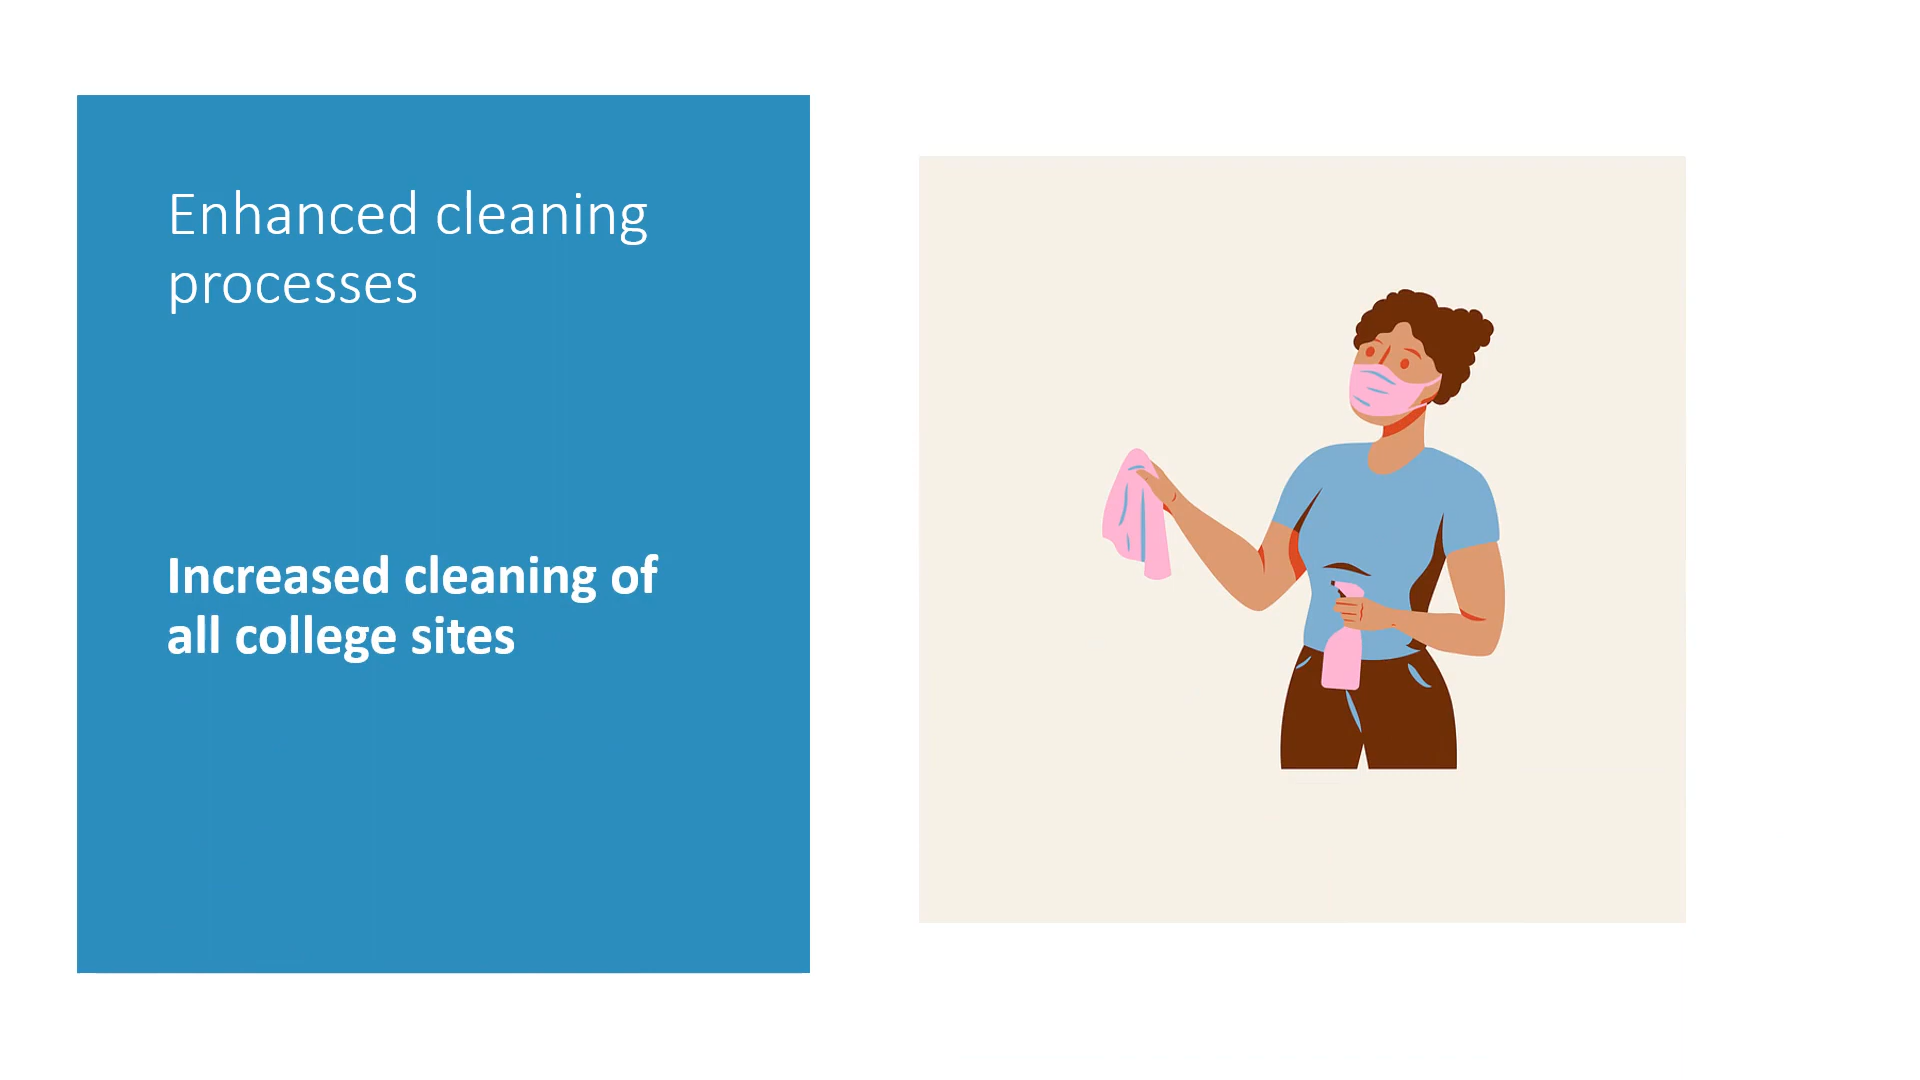 Enhanced cleaning
processes
Increased cleaning of
all college sites